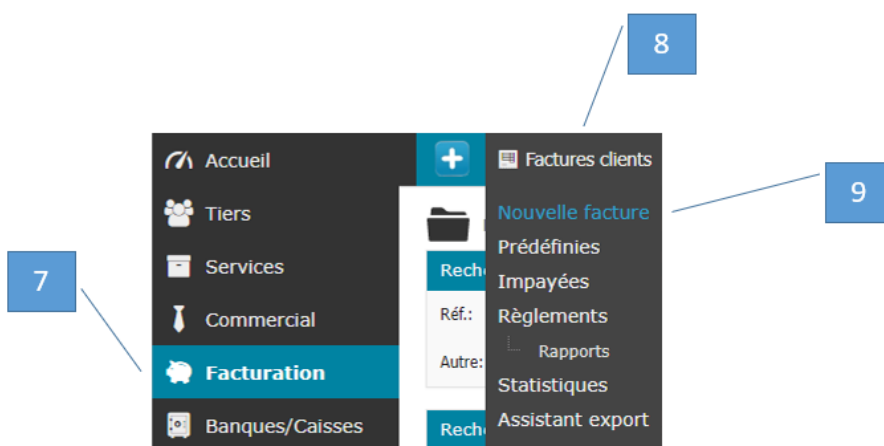 8
Accueil
Factures clients
9
Tiers
Nouvelle facture
Prédéfinies
7
Services
Reche
Impayées
Commercial
Réf.:
Règlements
Autre:
Rapports
Facturation
Statistiques
Banques/Caisses
Rech
Assistant export